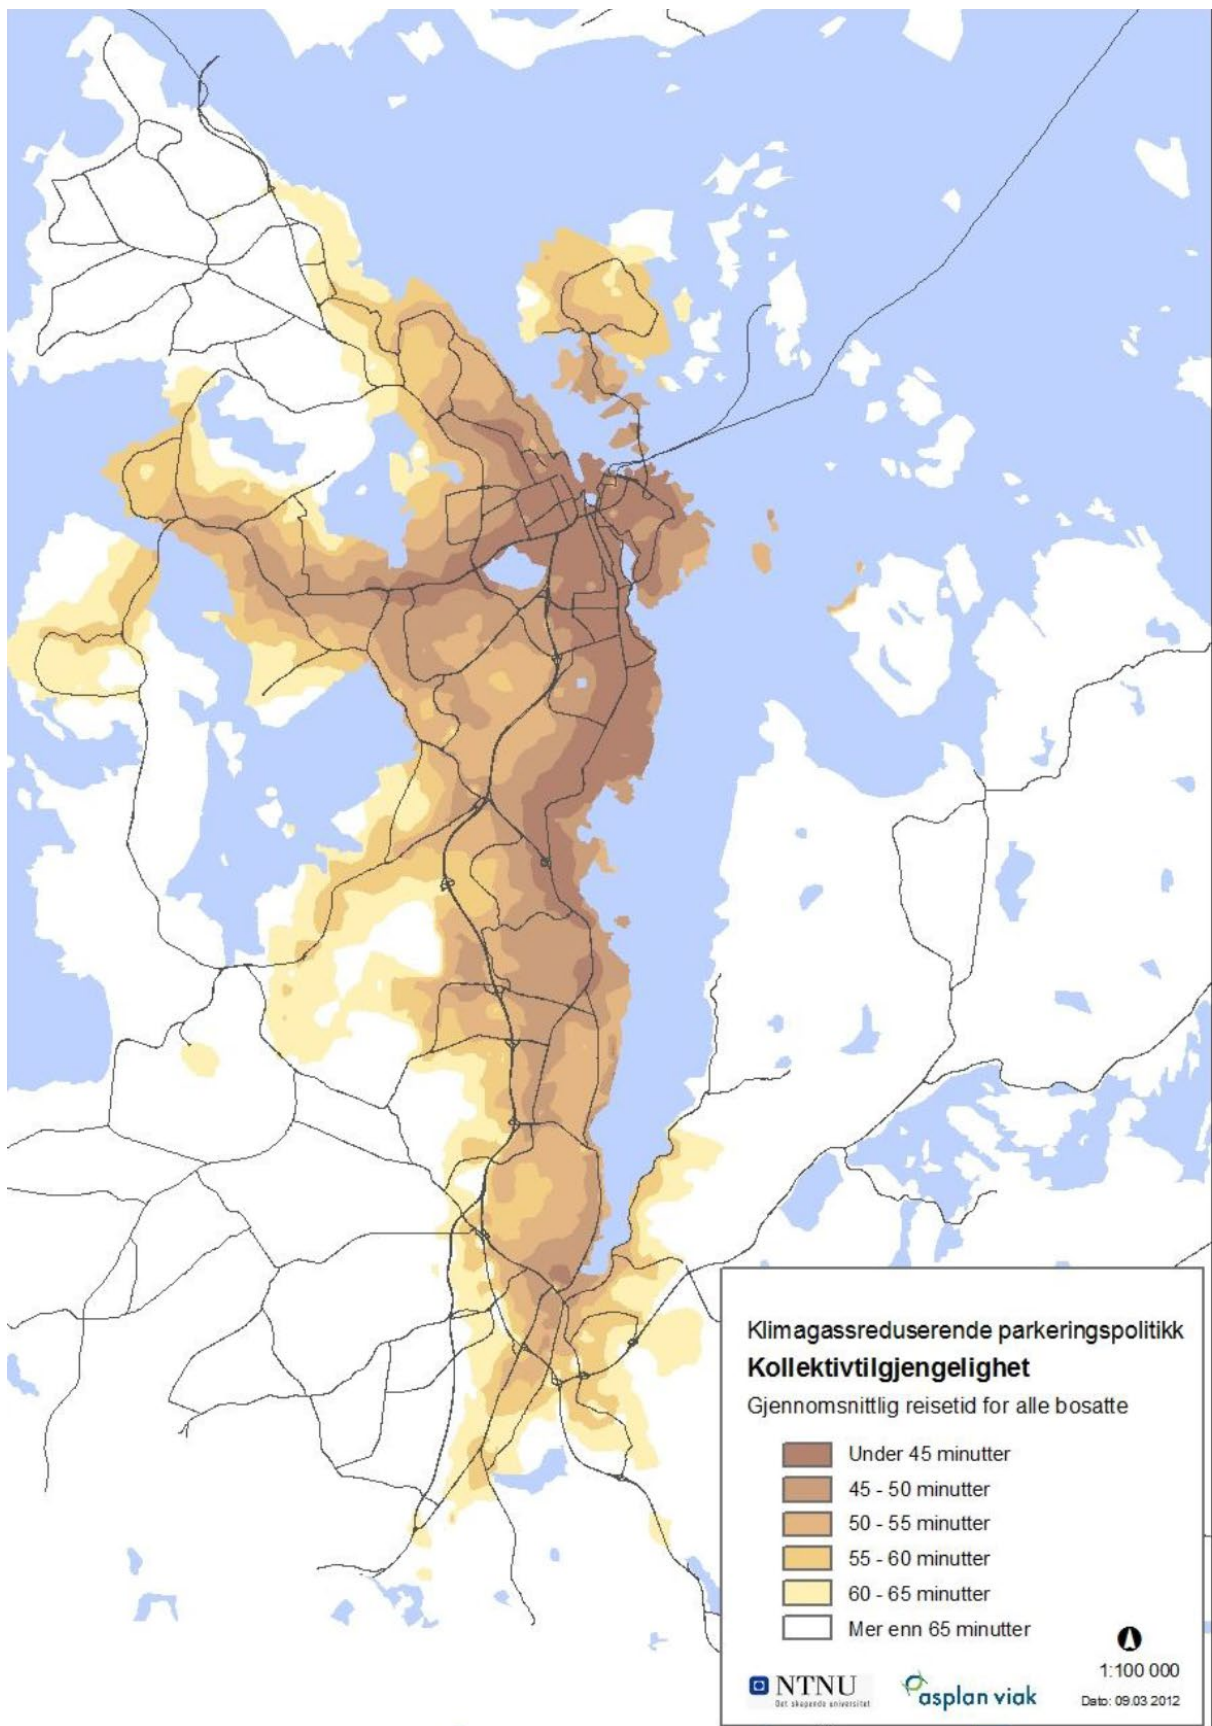 Klimagassreduserende parkeringspolitikk
Kollektivtilgjengelighet
Gjennomsnittlig reisetid for alle bosatte
Under 45 minutter
45 - 50 minutter
50 - 55 minutter
55 - 60 minutter
60 - 65 minutter
Mer enn 65 minutter
1:100 000
NTNU
Det skapende universitet
asplan viak
Dato: 09.03 2012